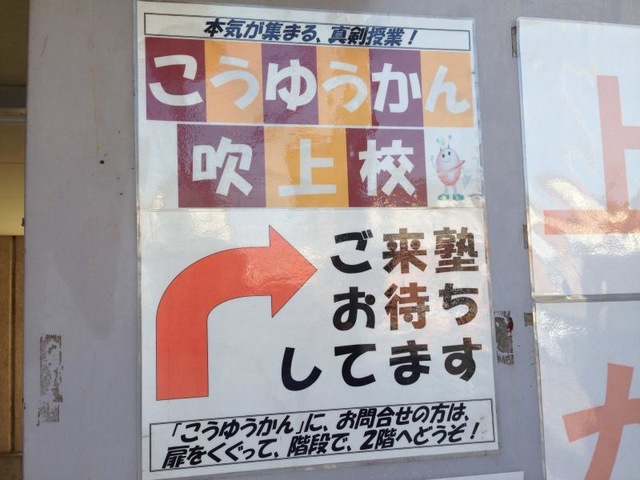 本気が集まる、真剣授業！
こうゆうかん
吹上校
ご来塾
お待ち
してます
「こうゆうかん」に、お問合せの方は、
扉をくぐって、階段で、2階へどうぞ！
上